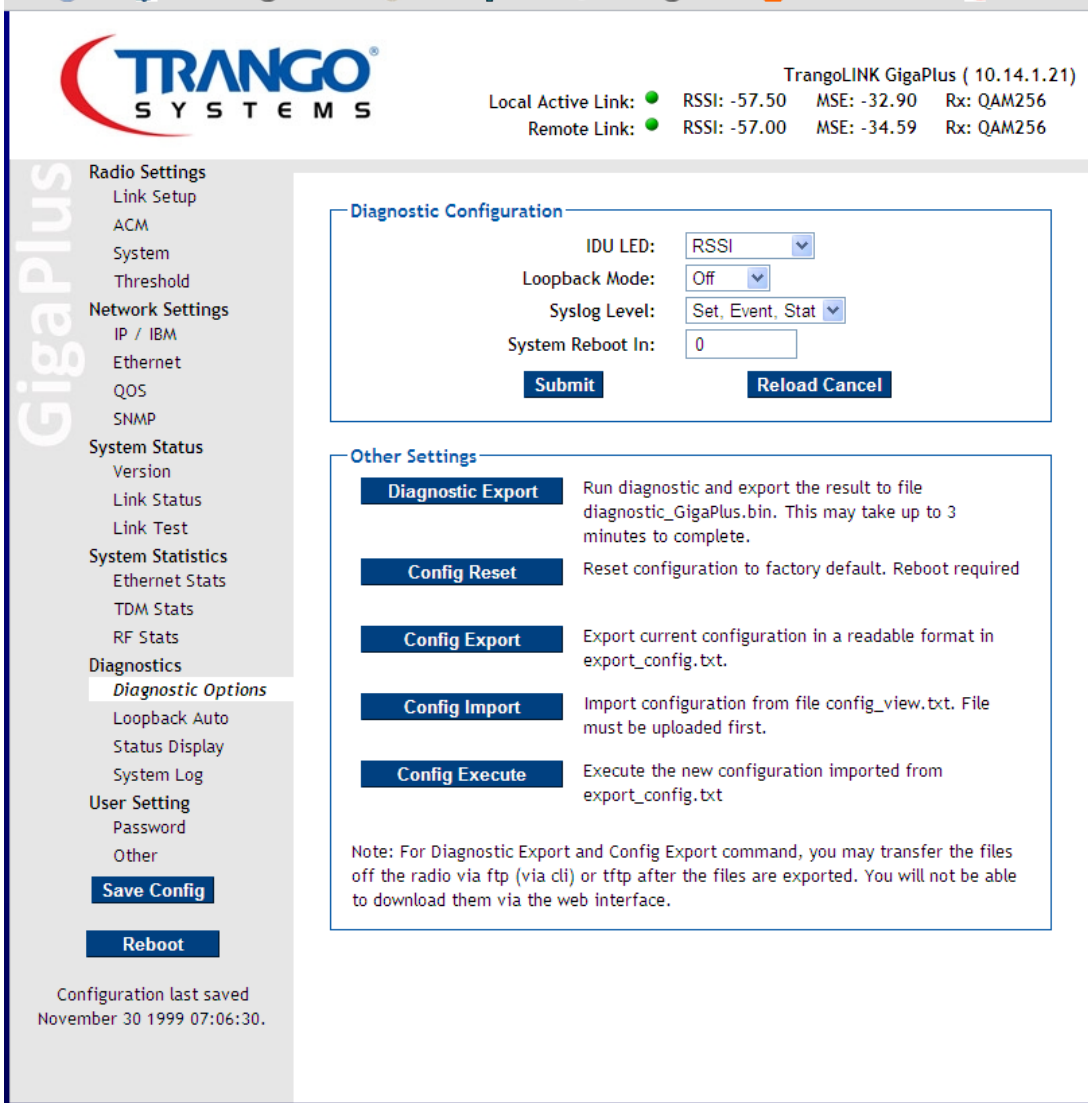 TRANGO®
SYSTEMS
TrangoLINK GigaPlus ( 10.14.1.21)
Local Active Link: RSSI: -57.50 MSE: -32.90 Rx: QAM256
Remote Link: RSSI: -57.00 MSE: -34.59 Rx: QAM256
GigaPlus
Radio Settings
Link Setup
ACM
System
Threshold
Network Settings
IP / IBM
Ethernet
QOS
SNMP
System Status
Version
Link Status
Link Test
System Statistics
Ethernet Stats
TDM Stats
RF Stats
Diagnostics
Diagnostic Options
Loopback Auto
Status Display
System Log
User Setting
Password
Other
Save Config
Reboot
Configuration last saved
November 30 1999 07:06:30.
Diagnostic Configuration
IDU LED: RSSI
Loopback Mode: Off
Syslog Level: Set, Event, Stat
System Reboot In: 0
Submit Reload Cancel
Other Settings
Diagnostic Export Run diagnostic and export the result to file
diagnostic_GigaPlus.bin. This may take up to 3
minutes to complete.
Config Reset Reset configuration to factory default. Reboot required
Config Export Export current configuration in a readable format in
export_config.txt.
Config Import Import configuration from file config_view.txt. File
must be uploaded first.
Config Execute Execute the new configuration imported from
export_config.txt
Note: For Diagnostic Export and Config Export command, you may transfer the files
off the radio via ftp (via cli) or tftp after the files are exported. You will not be able
to download them via the web interface.